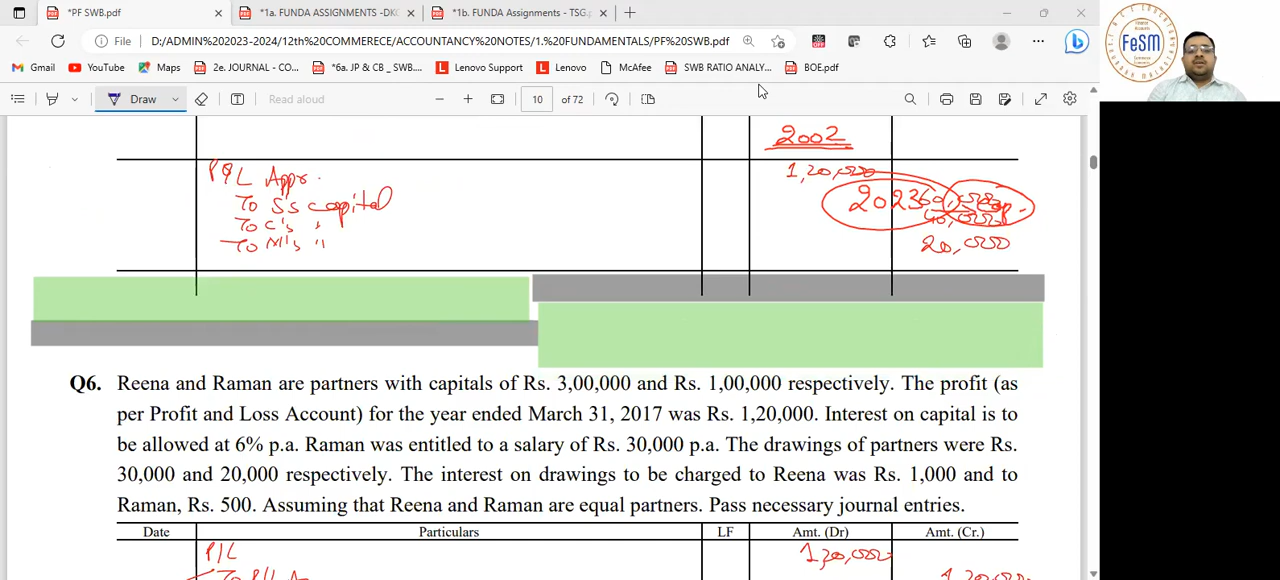 *PF SWB.pdf
*1a. FUNDA ASSIGNMENTS -DKG
*1b. FUNDA Assignments - TSG.p
File
D:/ADMIN%202023-2024/12th%20COMMERECE/ACCOUNTANCY%20NOTES/1.%20FUNDAMENTALS/PF%20SWB.pdf
Gmail
YouTube
Maps
2e. JOURNAL - CO...
*6a. JP & SCB _ SWB....
Lenovo Support
Lenovo
McAfee
SWB RATIO ANALY...
BOE.pdf
Draw
Read aloud
10
of 72
FeSM
2002
P&L Appr.
1,20,000
To S's capital
2023
To C's "
To M's "
20,000
Q6. Reena and Raman are partners with capitals of Rs. 3,00,000 and Rs. 1,00,000 respectively. The profit (as
per Profit and Loss Account) for the year ended March 31, 2017 was Rs. 1,20,000. Interest on capital is to
be allowed at 6% p.a. Raman was entitled to a salary of Rs. 30,000 p.a. The drawings of partners were Rs.
30,000 and 20,000 respectively. The interest on drawings to be charged to Reena was Rs. 1,000 and to
Raman, Rs. 500. Assuming that Reena and Raman are equal partners. Pass necessary journal entries.
Date Particulars LF Amt. (Dr) Amt. (Cr.)
P/L 1,20,000
To P/L A
1,20,000